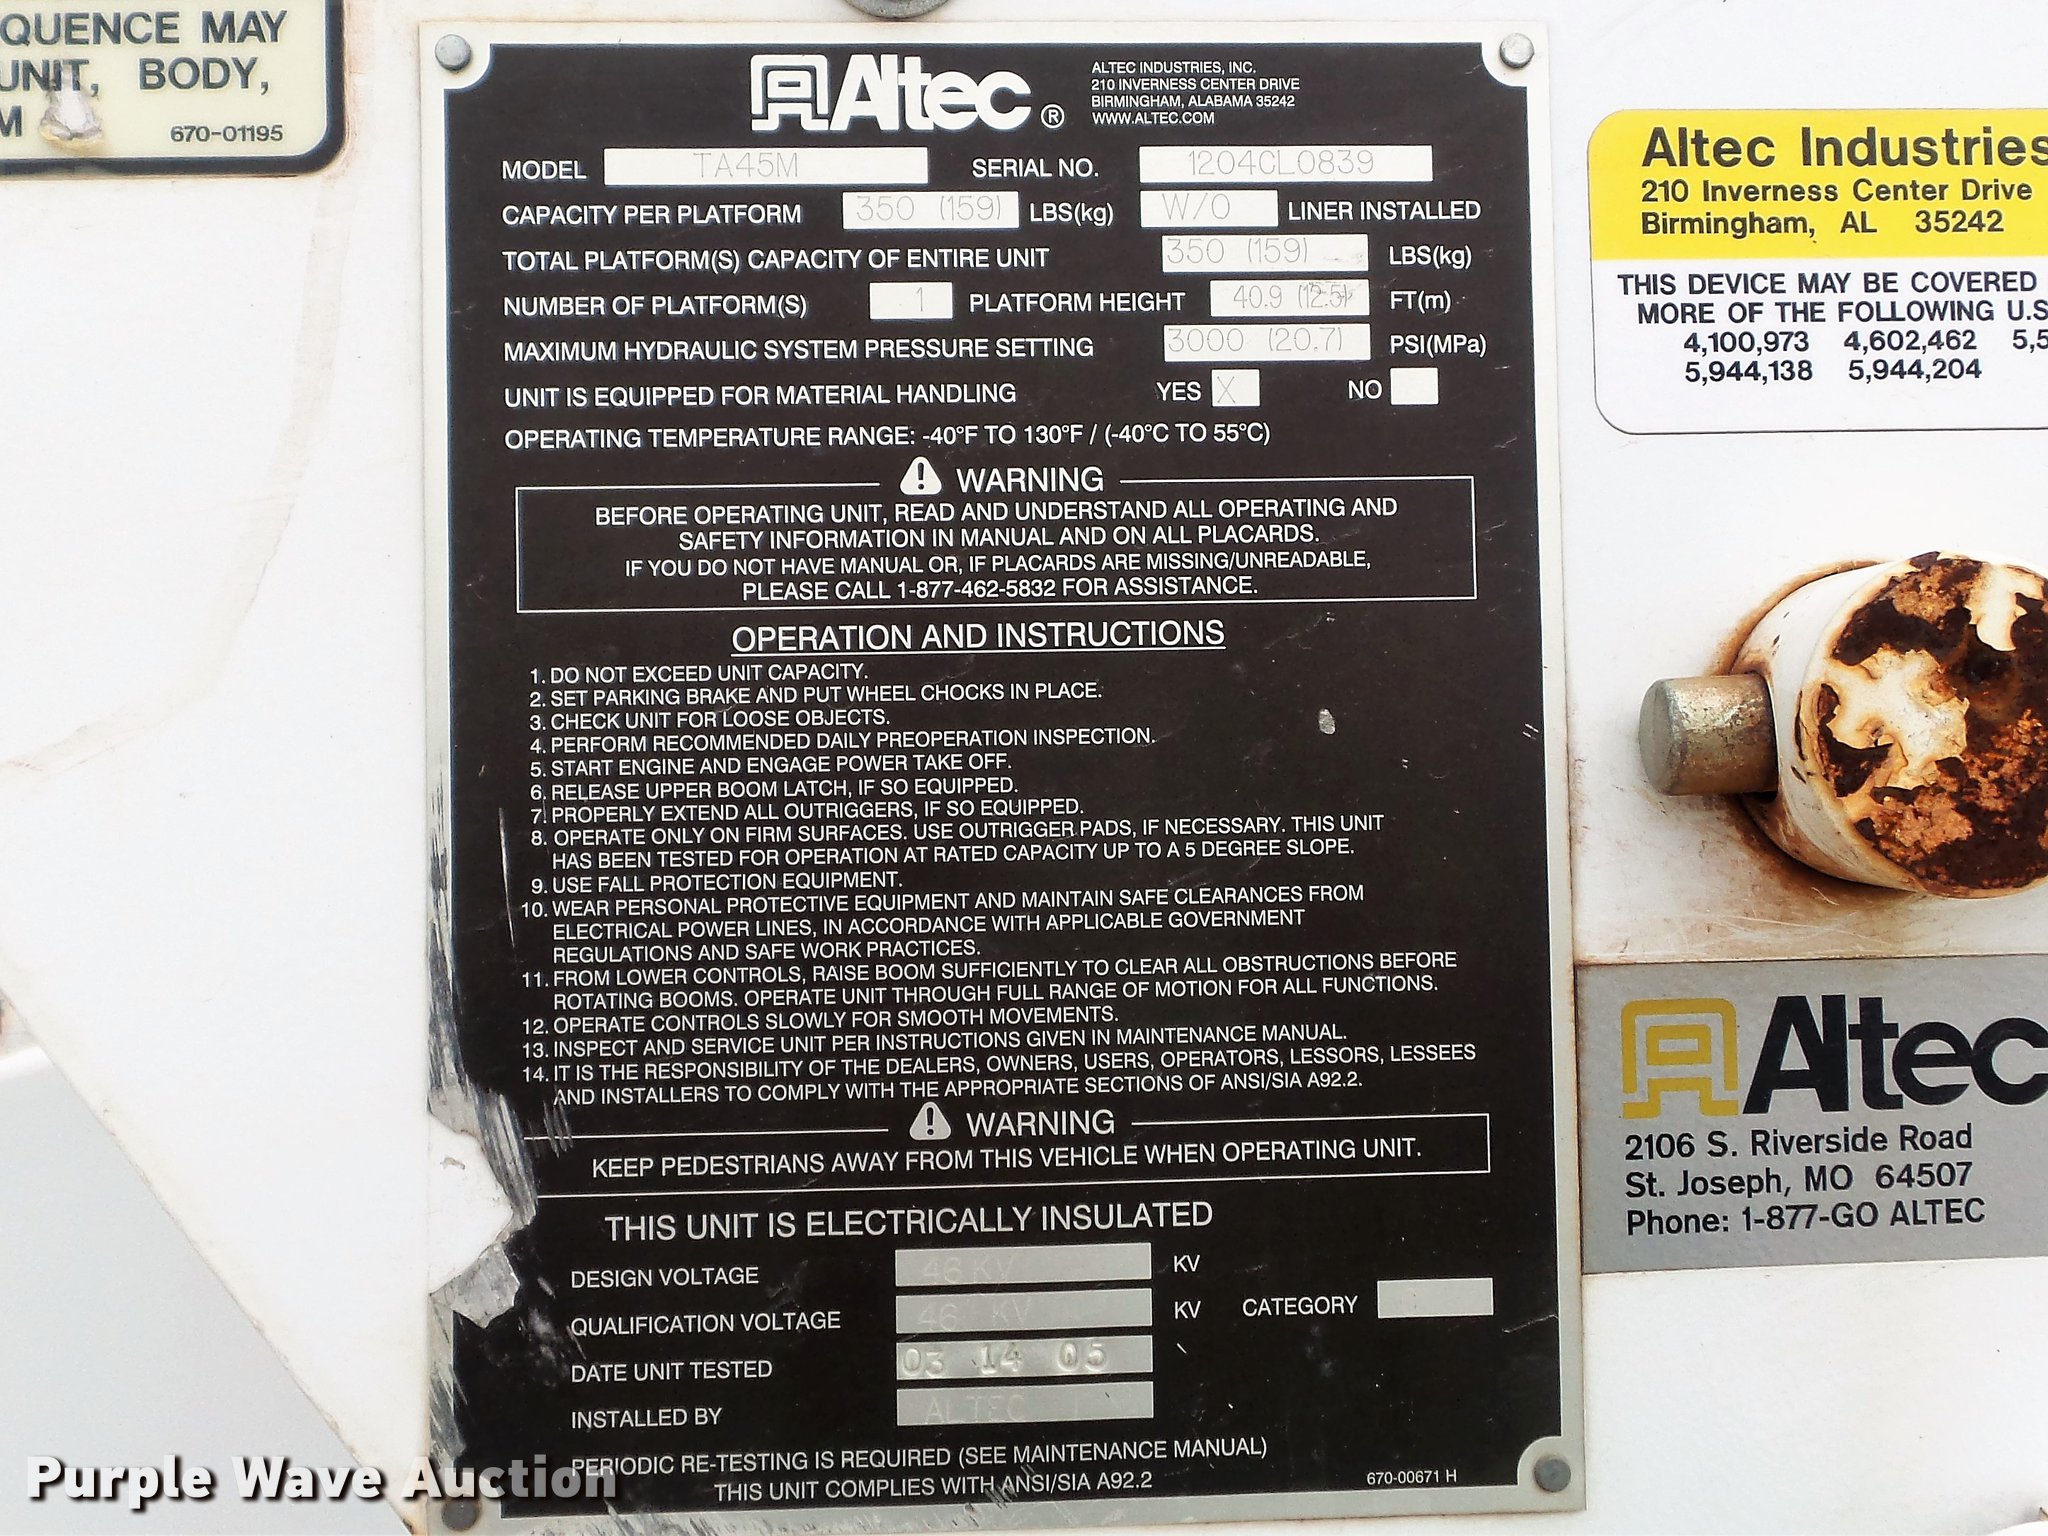 QUENCE MAY
UNIT, BODY,
M
670-01195
Altec®
ALTEC INDUSTRIES, INC.
210 INVERNESS CENTER DRIVE
BIRMINGHAM, ALABAMA 35242
WWW.ALTEC.COM
MODEL TA45M SERIAL NO. 1204CL0839
CAPACITY PER PLATFORM 350 (159) LBS(kg) W/O LINER INSTALLED
TOTAL PLATFORM(S) CAPACITY OF ENTIRE UNIT 350 (159) LBS(kg)
NUMBER OF PLATFORM(S) 1 PLATFORM HEIGHT 40.9 (12.5) FT(m)
MAXIMUM HYDRAULIC SYSTEM PRESSURE SETTING 3000 (20.7) PSI(MPa)
UNIT IS EQUIPPED FOR MATERIAL HANDLING YES X NO
OPERATING TEMPERATURE RANGE: -40°F TO 130°F / (-40°C TO 55°C)
WARNING
BEFORE OPERATING UNIT, READ AND UNDERSTAND ALL OPERATING AND
SAFETY INFORMATION IN MANUAL AND ON ALL PLACARDS.
IF YOU DO NOT HAVE MANUAL OR, IF PLACARDS ARE MISSING/UNREADABLE,
PLEASE CALL 1-877-462-5832 FOR ASSISTANCE.
OPERATION AND INSTRUCTIONS
1. DO NOT EXCEED UNIT CAPACITY.
2. SET PARKING BRAKE AND PUT WHEEL CHOCKS IN PLACE.
3. CHECK UNIT FOR LOOSE OBJECTS.
4. PERFORM RECOMMENDED DAILY PREOPERATION INSPECTION.
5. START ENGINE AND ENGAGE POWER TAKE OFF.
6. RELEASE UPPER BOOM LATCH, IF SO EQUIPPED.
7. PROPERLY EXTEND ALL OUTRIGGERS, IF SO EQUIPPED.
8. OPERATE ONLY ON FIRM SURFACES. USE OUTRIGGER PADS, IF NECESSARY. THIS UNIT
HAS BEEN TESTED FOR OPERATION AT RATED CAPACITY UP TO A 5 DEGREE SLOPE.
9. USE FALL PROTECTION EQUIPMENT.
10. WEAR PERSONAL PROTECTIVE EQUIPMENT AND MAINTAIN SAFE CLEARANCES FROM
ELECTRICAL POWER LINES, IN ACCORDANCE WITH APPLICABLE GOVERNMENT
REGULATIONS AND SAFE WORK PRACTICES.
11. FROM LOWER CONTROLS, RAISE BOOM SUFFICIENTLY TO CLEAR ALL OBSTRUCTIONS BEFORE
ROTATING BOOMS. OPERATE UNIT THROUGH FULL RANGE OF MOTION FOR ALL FUNCTIONS.
12. OPERATE CONTROLS SLOWLY FOR SMOOTH MOVEMENTS.
13. INSPECT AND SERVICE UNIT PER INSTRUCTIONS GIVEN IN MAINTENANCE MANUAL.
14. IT IS THE RESPONSIBILITY OF THE DEALERS, OWNERS, USERS, OPERATORS, LESSORS, LESSEES
AND INSTALLERS TO COMPLY WITH THE APPROPRIATE SECTIONS OF ANSI/SIA A92.2.
WARNING
KEEP PEDESTRIANS AWAY FROM THIS VEHICLE WHEN OPERATING UNIT.
THIS UNIT IS ELECTRICALLY INSULATED
DESIGN VOLTAGE 46 KV KV
QUALIFICATION VOLTAGE 46 KV KV CATEGORY
DATE UNIT TESTED 03 14 05
INSTALLED BY ALTEC
PERIODIC RE-TESTING IS REQUIRED (SEE MAINTENANCE MANUAL)
THIS UNIT COMPLIES WITH ANSI/SIA A92.2
670-00671 H
Altec Industries
210 Inverness Center Drive
Birmingham, AL 35242
THIS DEVICE MAY BE COVERED
MORE OF THE FOLLOWING U.S
4,100,973 4,602,462 5,5
5,944,138 5,944,204
Altec
2106 S. Riverside Road
St. Joseph, MO 64507
Phone: 1-877-GO ALTEC
Purple Wave Auction